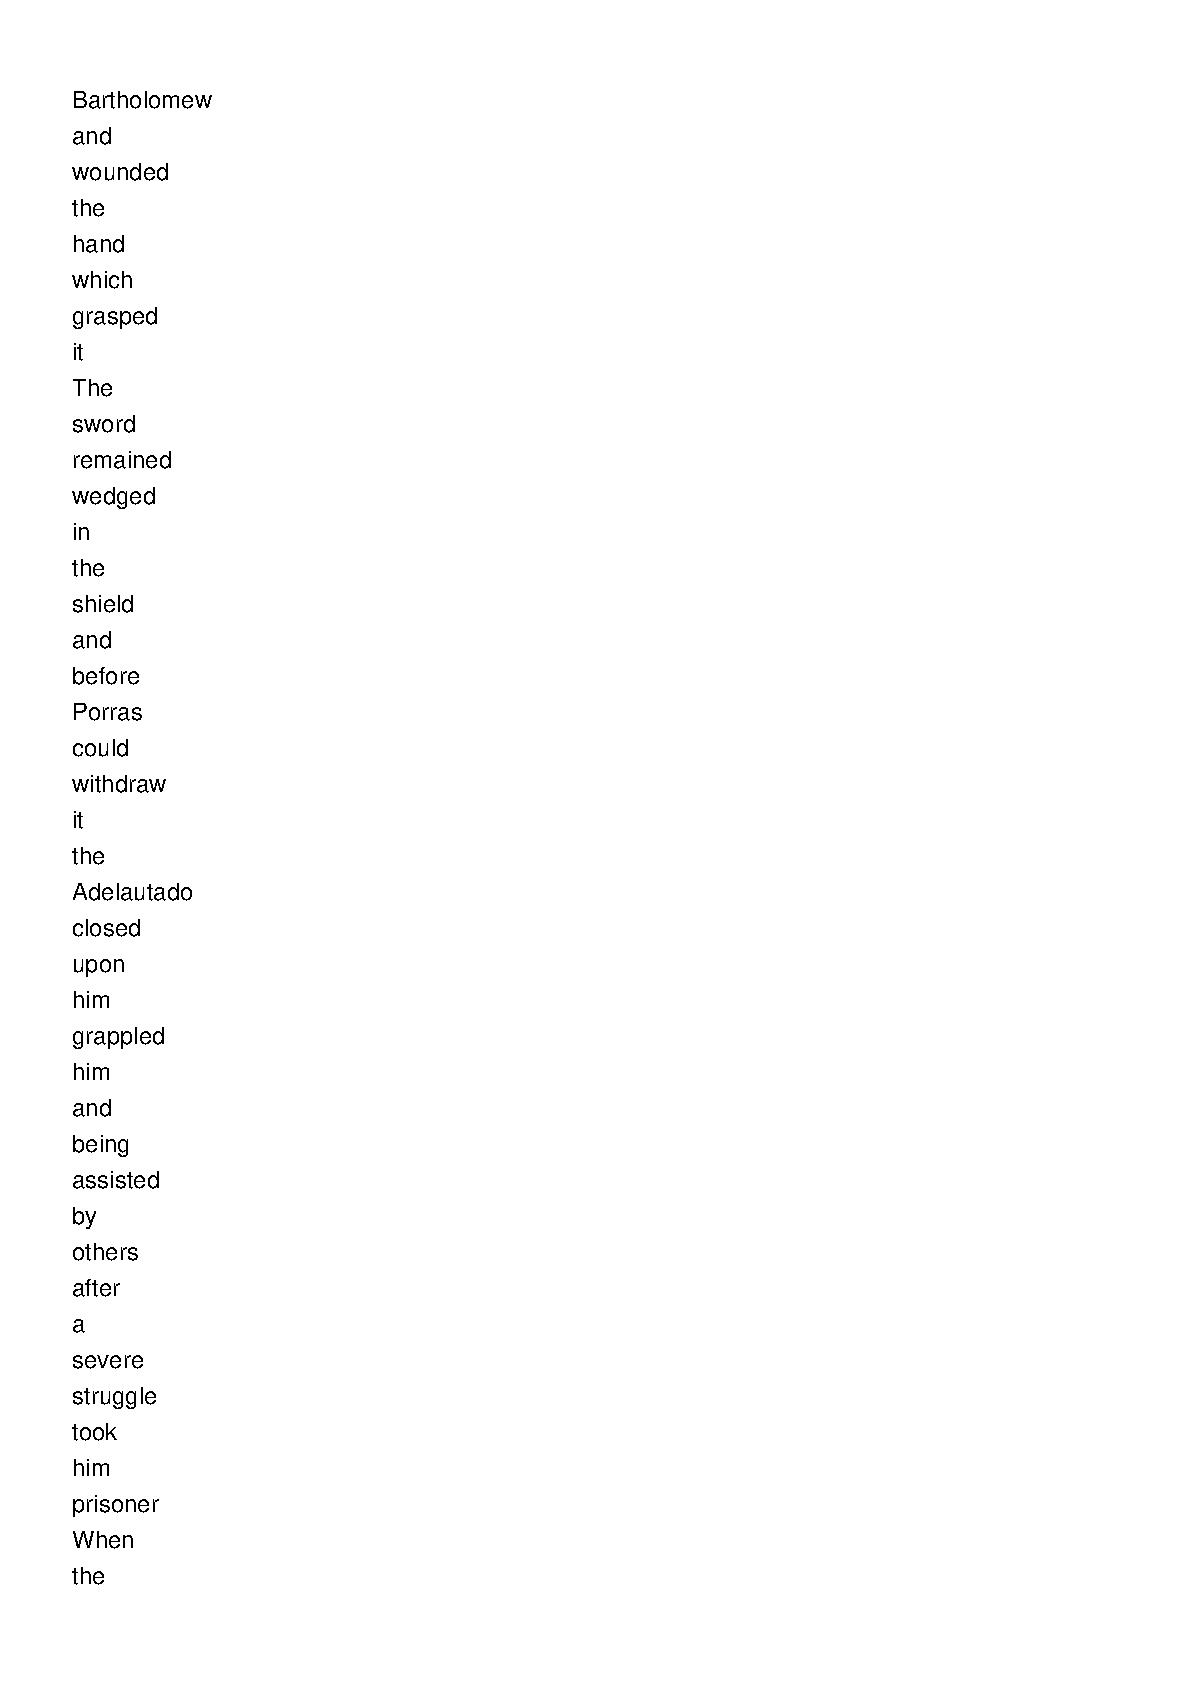 Bartholomew
and
wounded
the
hand
which
grasped
it
The
sword
remained
wedged
in
the
shield
and
before
Porras
could
withdraw
it
the
Adelautado
closed
upon
him
grappled
him
and
being
assisted
by
others
after
a
severe
struggle
took
him
prisoner
When
the